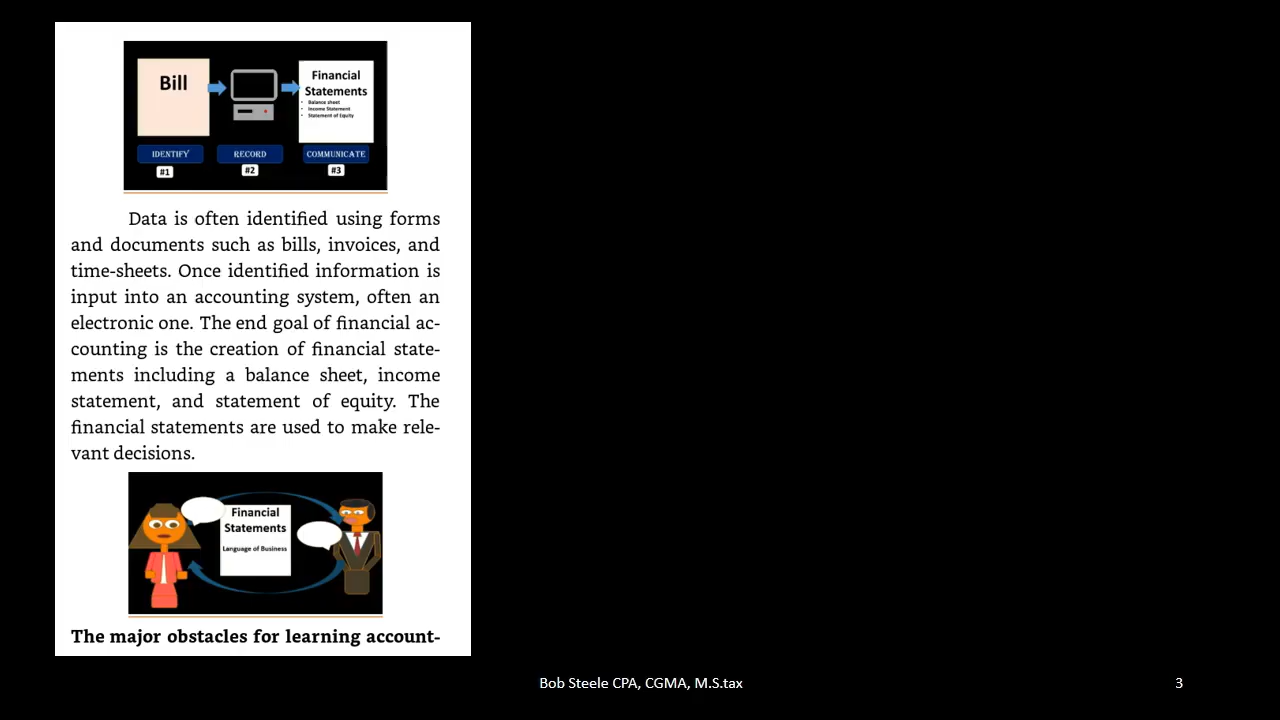 Bill
Financial
Statements
• Balance sheet
• Income Statement
• Statement of Equity
IDENTIFY
RECORD
COMMUNICATE
#1
#2
#3
Data is often identified using forms
and documents such as bills, invoices, and
time-sheets. Once identified information is
input into an accounting system, often an
electronic one. The end goal of financial ac-
counting is the creation of financial state-
ments including a balance sheet, income
statement, and statement of equity. The
financial statements are used to make rele-
vant decisions.
Financial
Statements
Language of Business
The major obstacles for learning account-
Bob Steele CPA, CGMA, M.S.tax
3